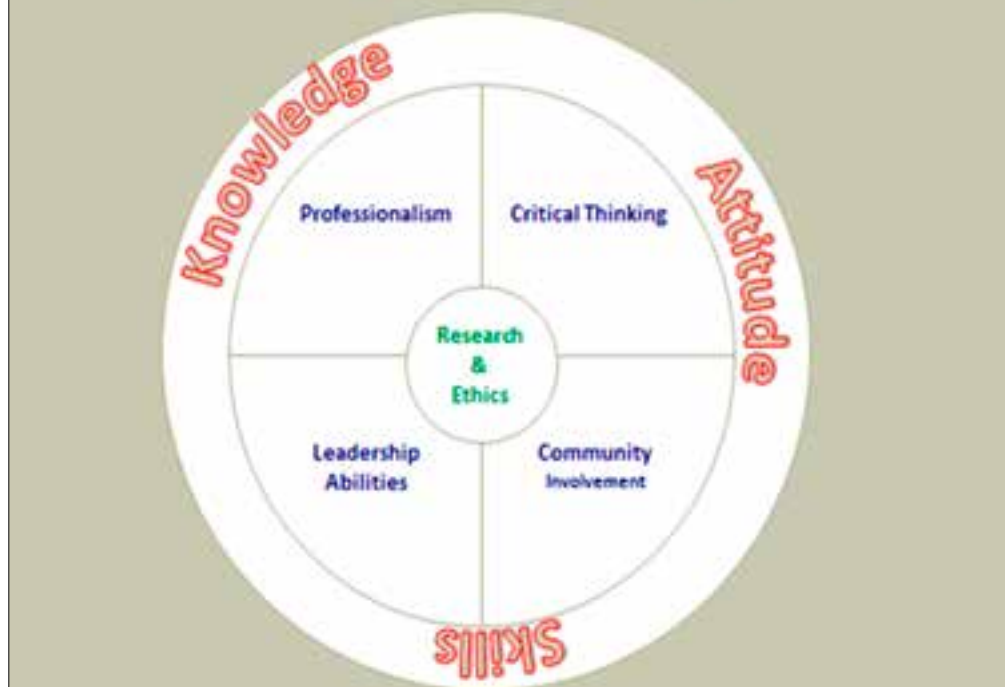 Knowledge
Attitude
Professionalism
Critical Thinking
Research
&
Ethics
Leadership
Abilities
Community
Involvement
Skills